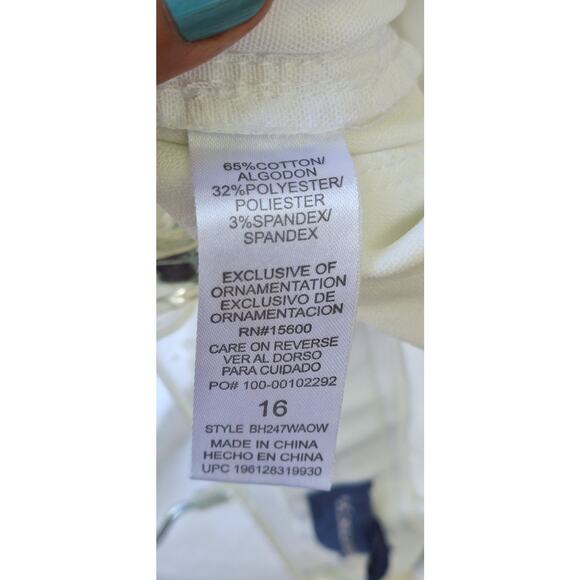 65%COTTON/
ALGODON
32%POLYESTER/
POLIESTER
3%SPANDEX/
SPANDEX
EXCLUSIVE OF
ORNAMENTATION
EXCLUSIVO DE
ORNAMENTACION
RN#15600
CARE ON REVERSE
VER AL DORSO
PARA CUIDADO
PO# 100-00102292
16
STYLE BH247WAOW
MADE IN CHINA
HECHO EN CHINA
UPC 196128319930